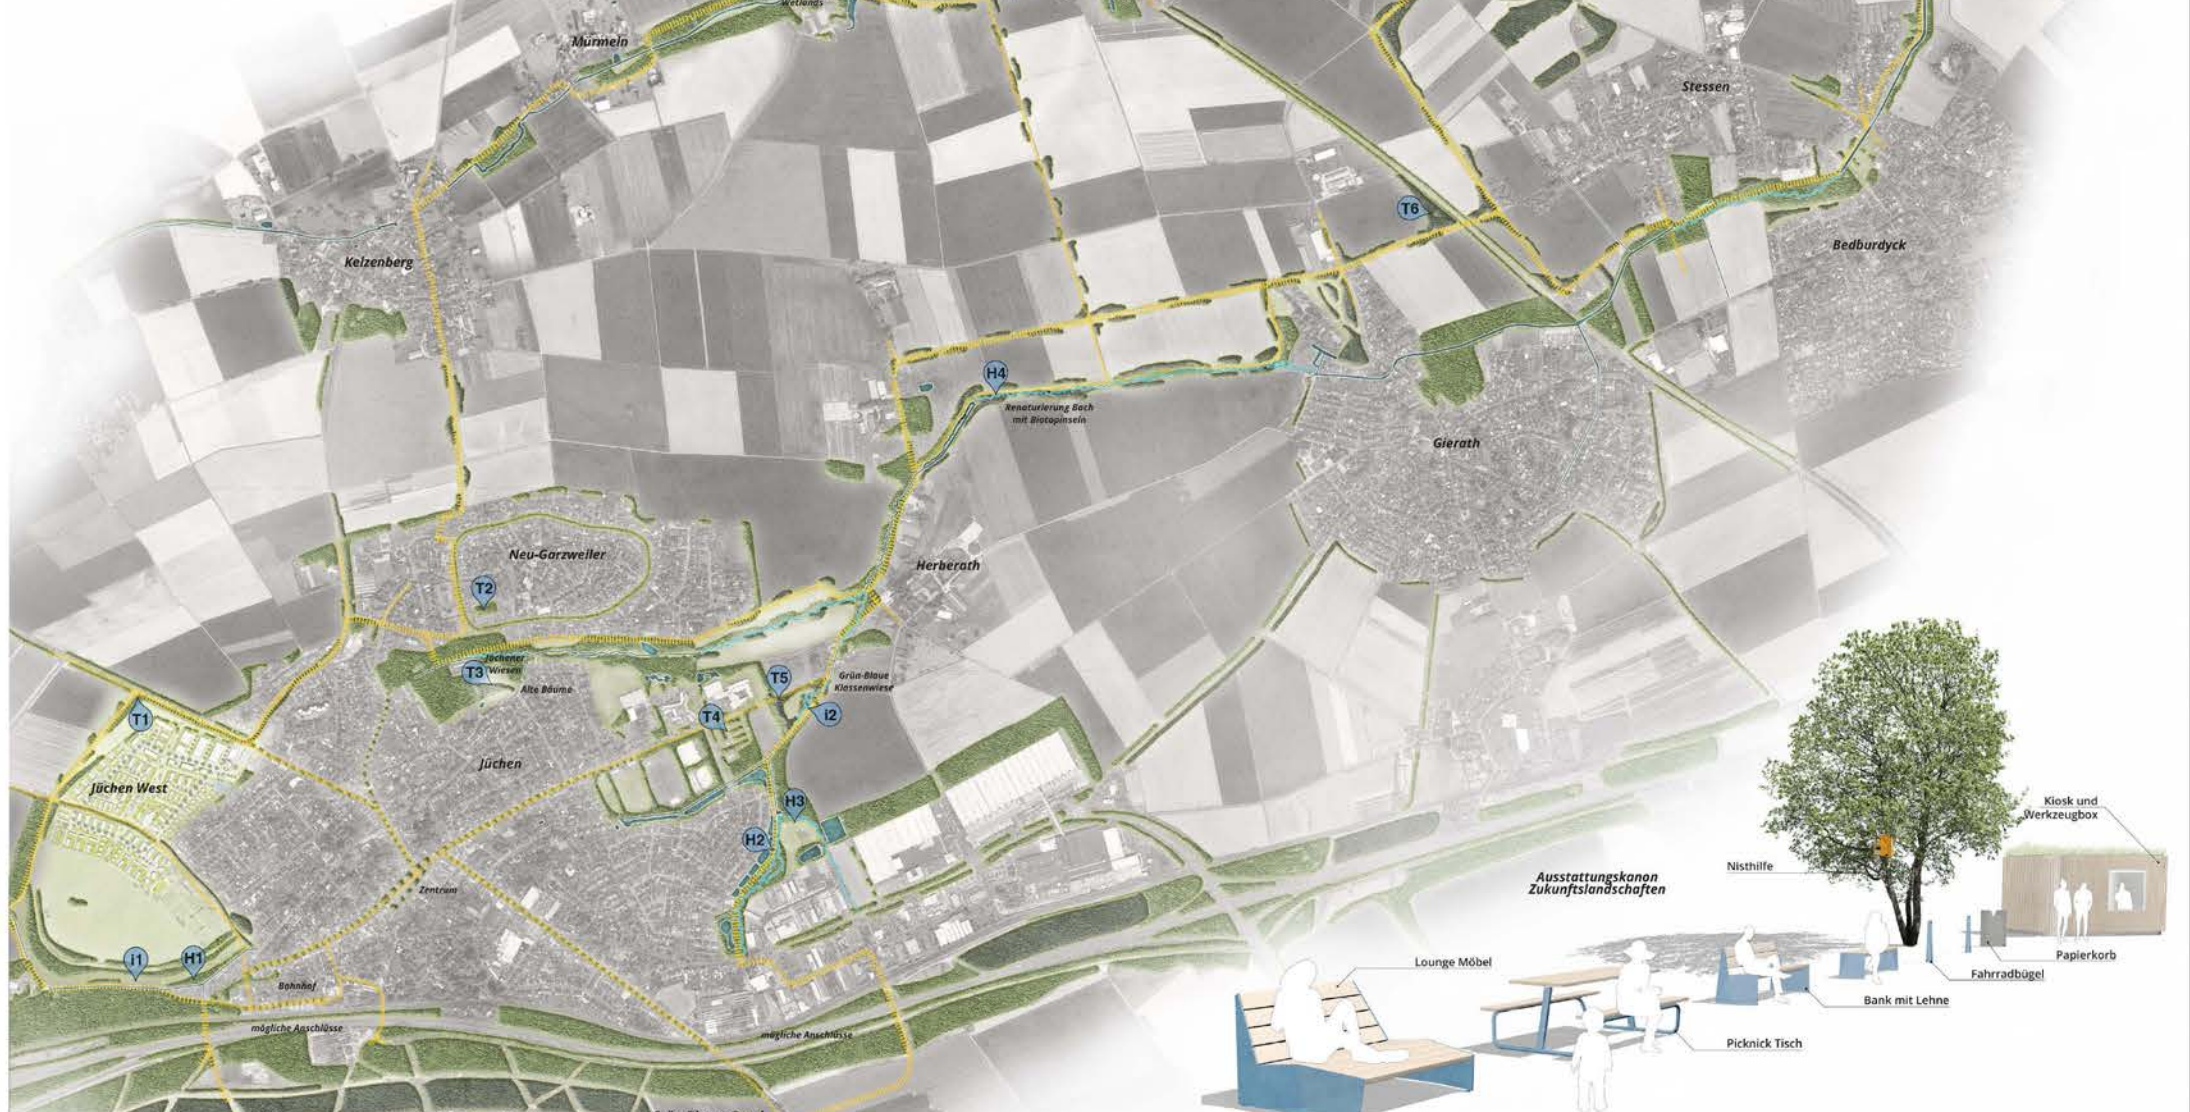 Wetlands
Mürmeln
Stessen
T6
Bedburdyck
Kelzenberg
H4
Renaturierung Bach
mit Biotopinseln
Gierath
Neu-Garzweiler
Herberath
T2
Jüchener
Wiesen
T3
Alte Bäume
T5
Grün-Blaue
Klassenwiese
T1
T4
i2
Jüchen
Jüchen West
H3
H2
Zentrum
i1
H1
Bahnhof
mögliche Anschlüsse
mögliche Anschlüsse
Ausstattungskanon
Zukunftslandschaften
Kiosk und
Werkzeugbox
Nisthilfe
Lounge Möbel
Papierkorb
Fahrradbügel
Bank mit Lehne
Picknick Tisch